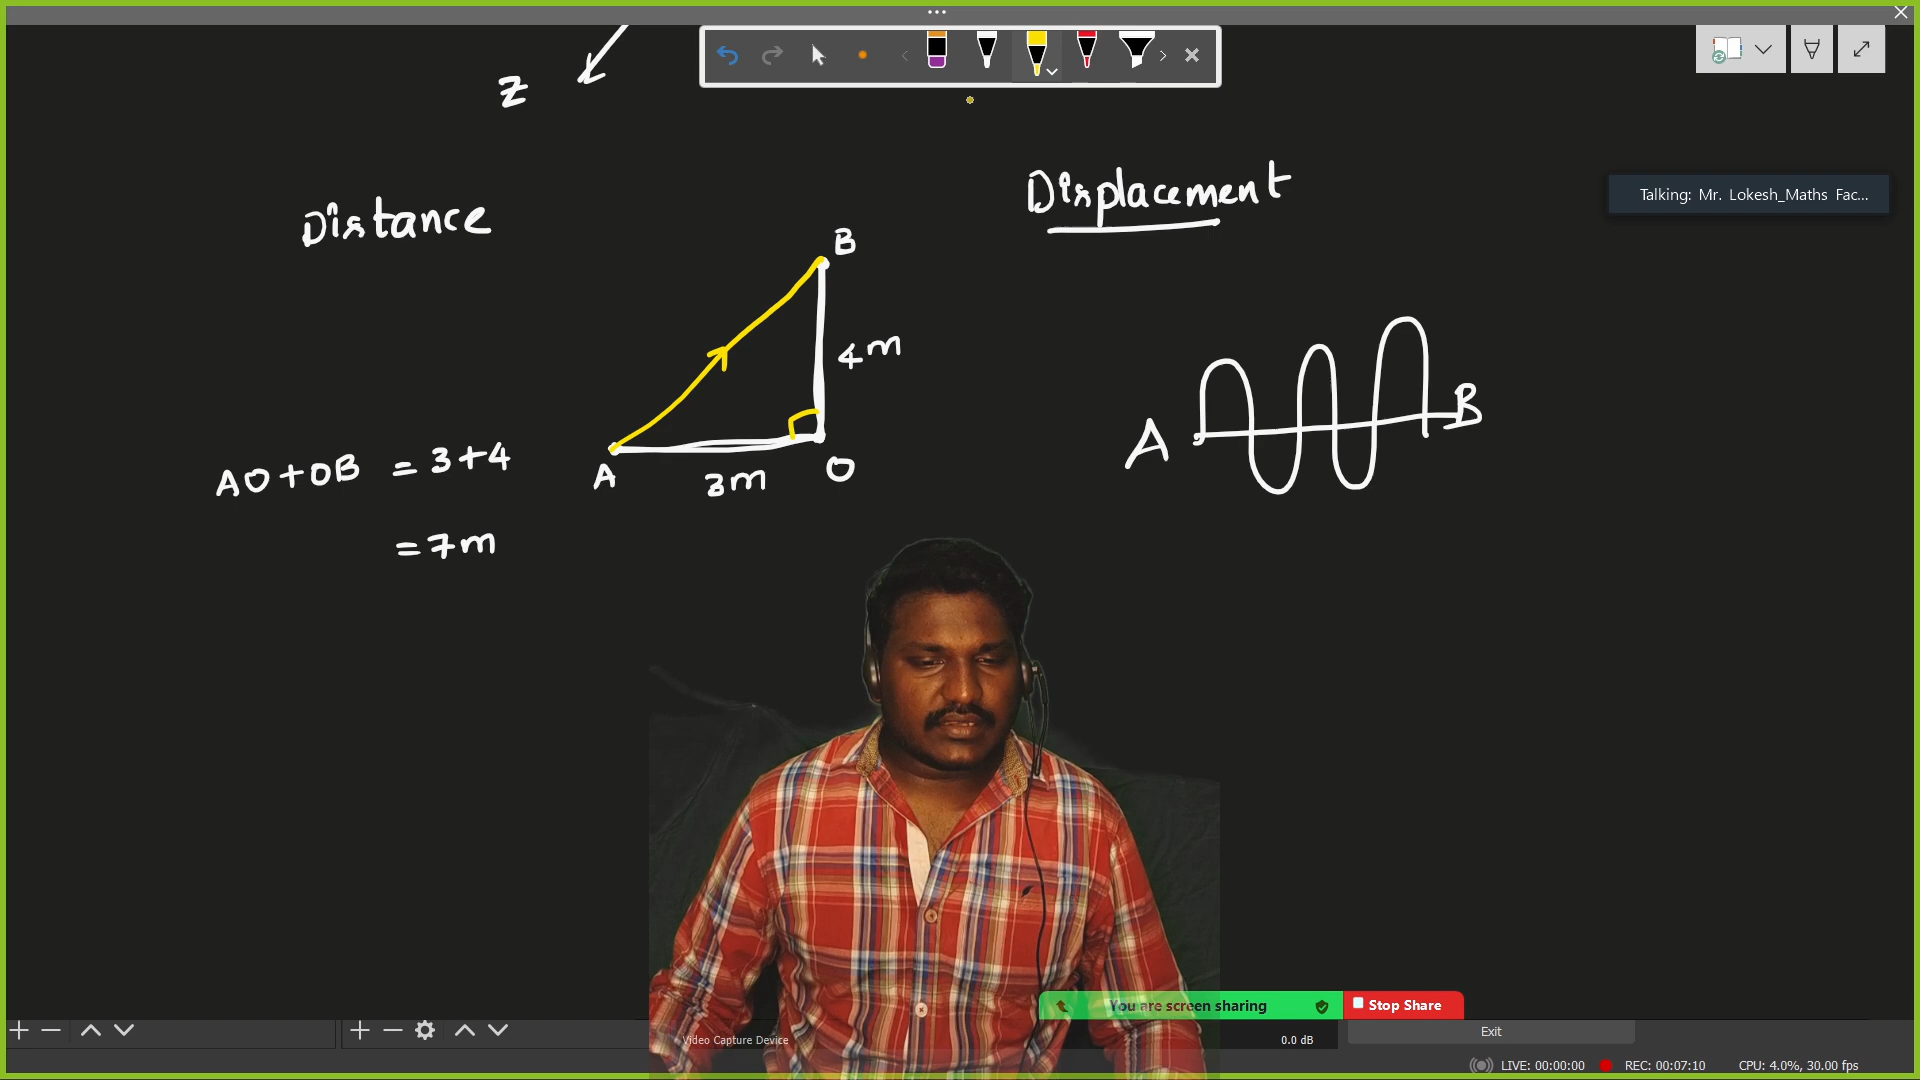 Z
Talking: Mr. Lokesh_Maths Fac...
Distance
Displacement
B
4m
A
B
AO+OB = 3+4
A
3m
O
=7m
You are screen sharing
Stop Share
Exit
Video Capture Device
0.0 dB
LIVE: 00:00:00
REC: 00:07:10
CPU: 4.0%, 30.00 fps